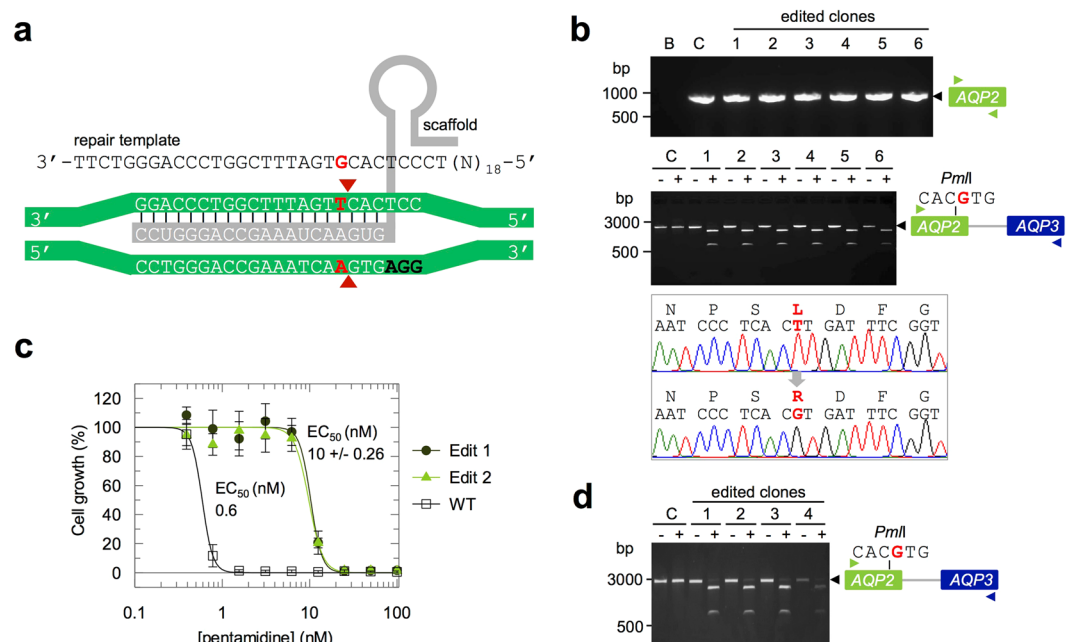 a
scaffold
repair template
3′-TTCTGGGACCCTGGCTTTAGTGCACTCCCT(N)18-5′
GGACCCTGGCTTTAGTTCACTCC
3′ 5′
CCUGGGACCGAAAUCAAGUG
5′ 3′
CCTGGGACCGAAATCAAGTGAGG
b
edited clones
B C 1 2 3 4 5 6
bp
1000
500
AQP2
C 1 2 3 4 5 6
- + - + - + - + - + - + - +
bp
3000
500
PmlI
CACGTG
AQP2 AQP3
N P S L D F G
AAT CCC TCA CTT GAT TTC GGT
N P S R D F G
AAT CCC TCA CGT GAT TTC GGT
c
Cell growth (%)
120
100
80
60
40
20
0
0.1 1 10 100
[pentamidine] (nM)
EC50 (nM)
10 +/- 0.26
EC50 (nM)
0.6
Edit 1
Edit 2
WT
d
edited clones
C 1 2 3 4
- + - + - + - + - +
bp
3000
500
PmlI
CACGTG
AQP2 AQP3